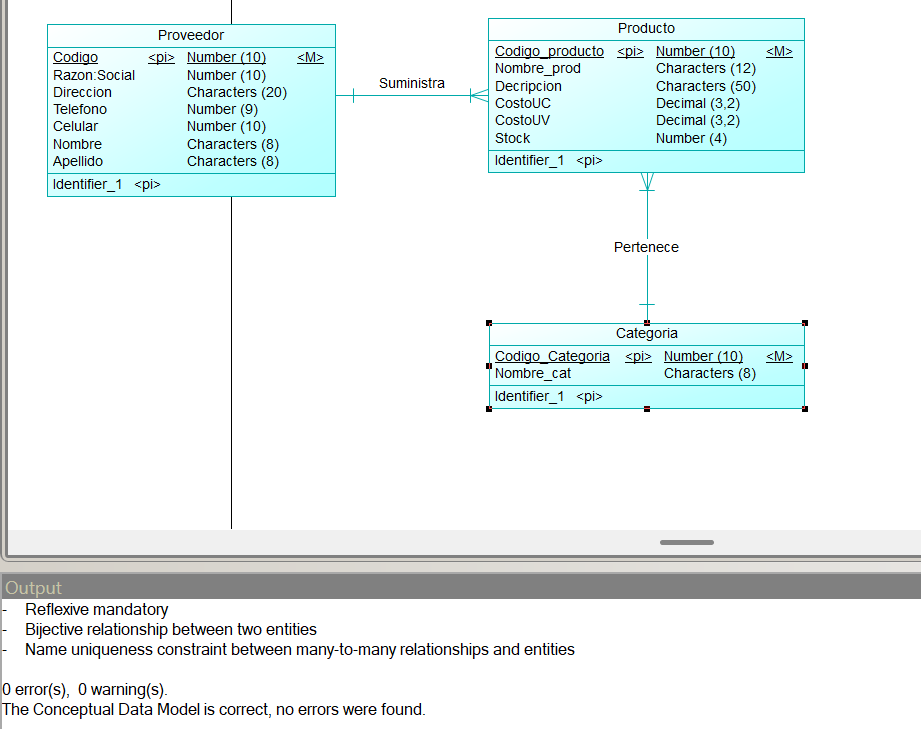 Proveedor
Codigo <pi> Number (10) <M>
Razon:Social Number (10)
Direccion Characters (20)
Telefono Number (9)
Celular Number (10)
Nombre Characters (8)
Apellido Characters (8)
Identifier_1 <pi>
Suministra
Producto
Codigo_producto <pi> Number (10) <M>
Nombre_prod Characters (12)
Decripcion Characters (50)
CostoUC Decimal (3,2)
CostoUV Decimal (3,2)
Stock Number (4)
Identifier_1 <pi>
Pertenece
Categoria
Codigo_Categoria <pi> Number (10) <M>
Nombre_cat Characters (8)
Identifier_1 <pi>
Output
- Reflexive mandatory
- Bijective relationship between two entities
- Name uniqueness constraint between many-to-many relationships and entities
0 error(s), 0 warning(s).
The Conceptual Data Model is correct, no errors were found.